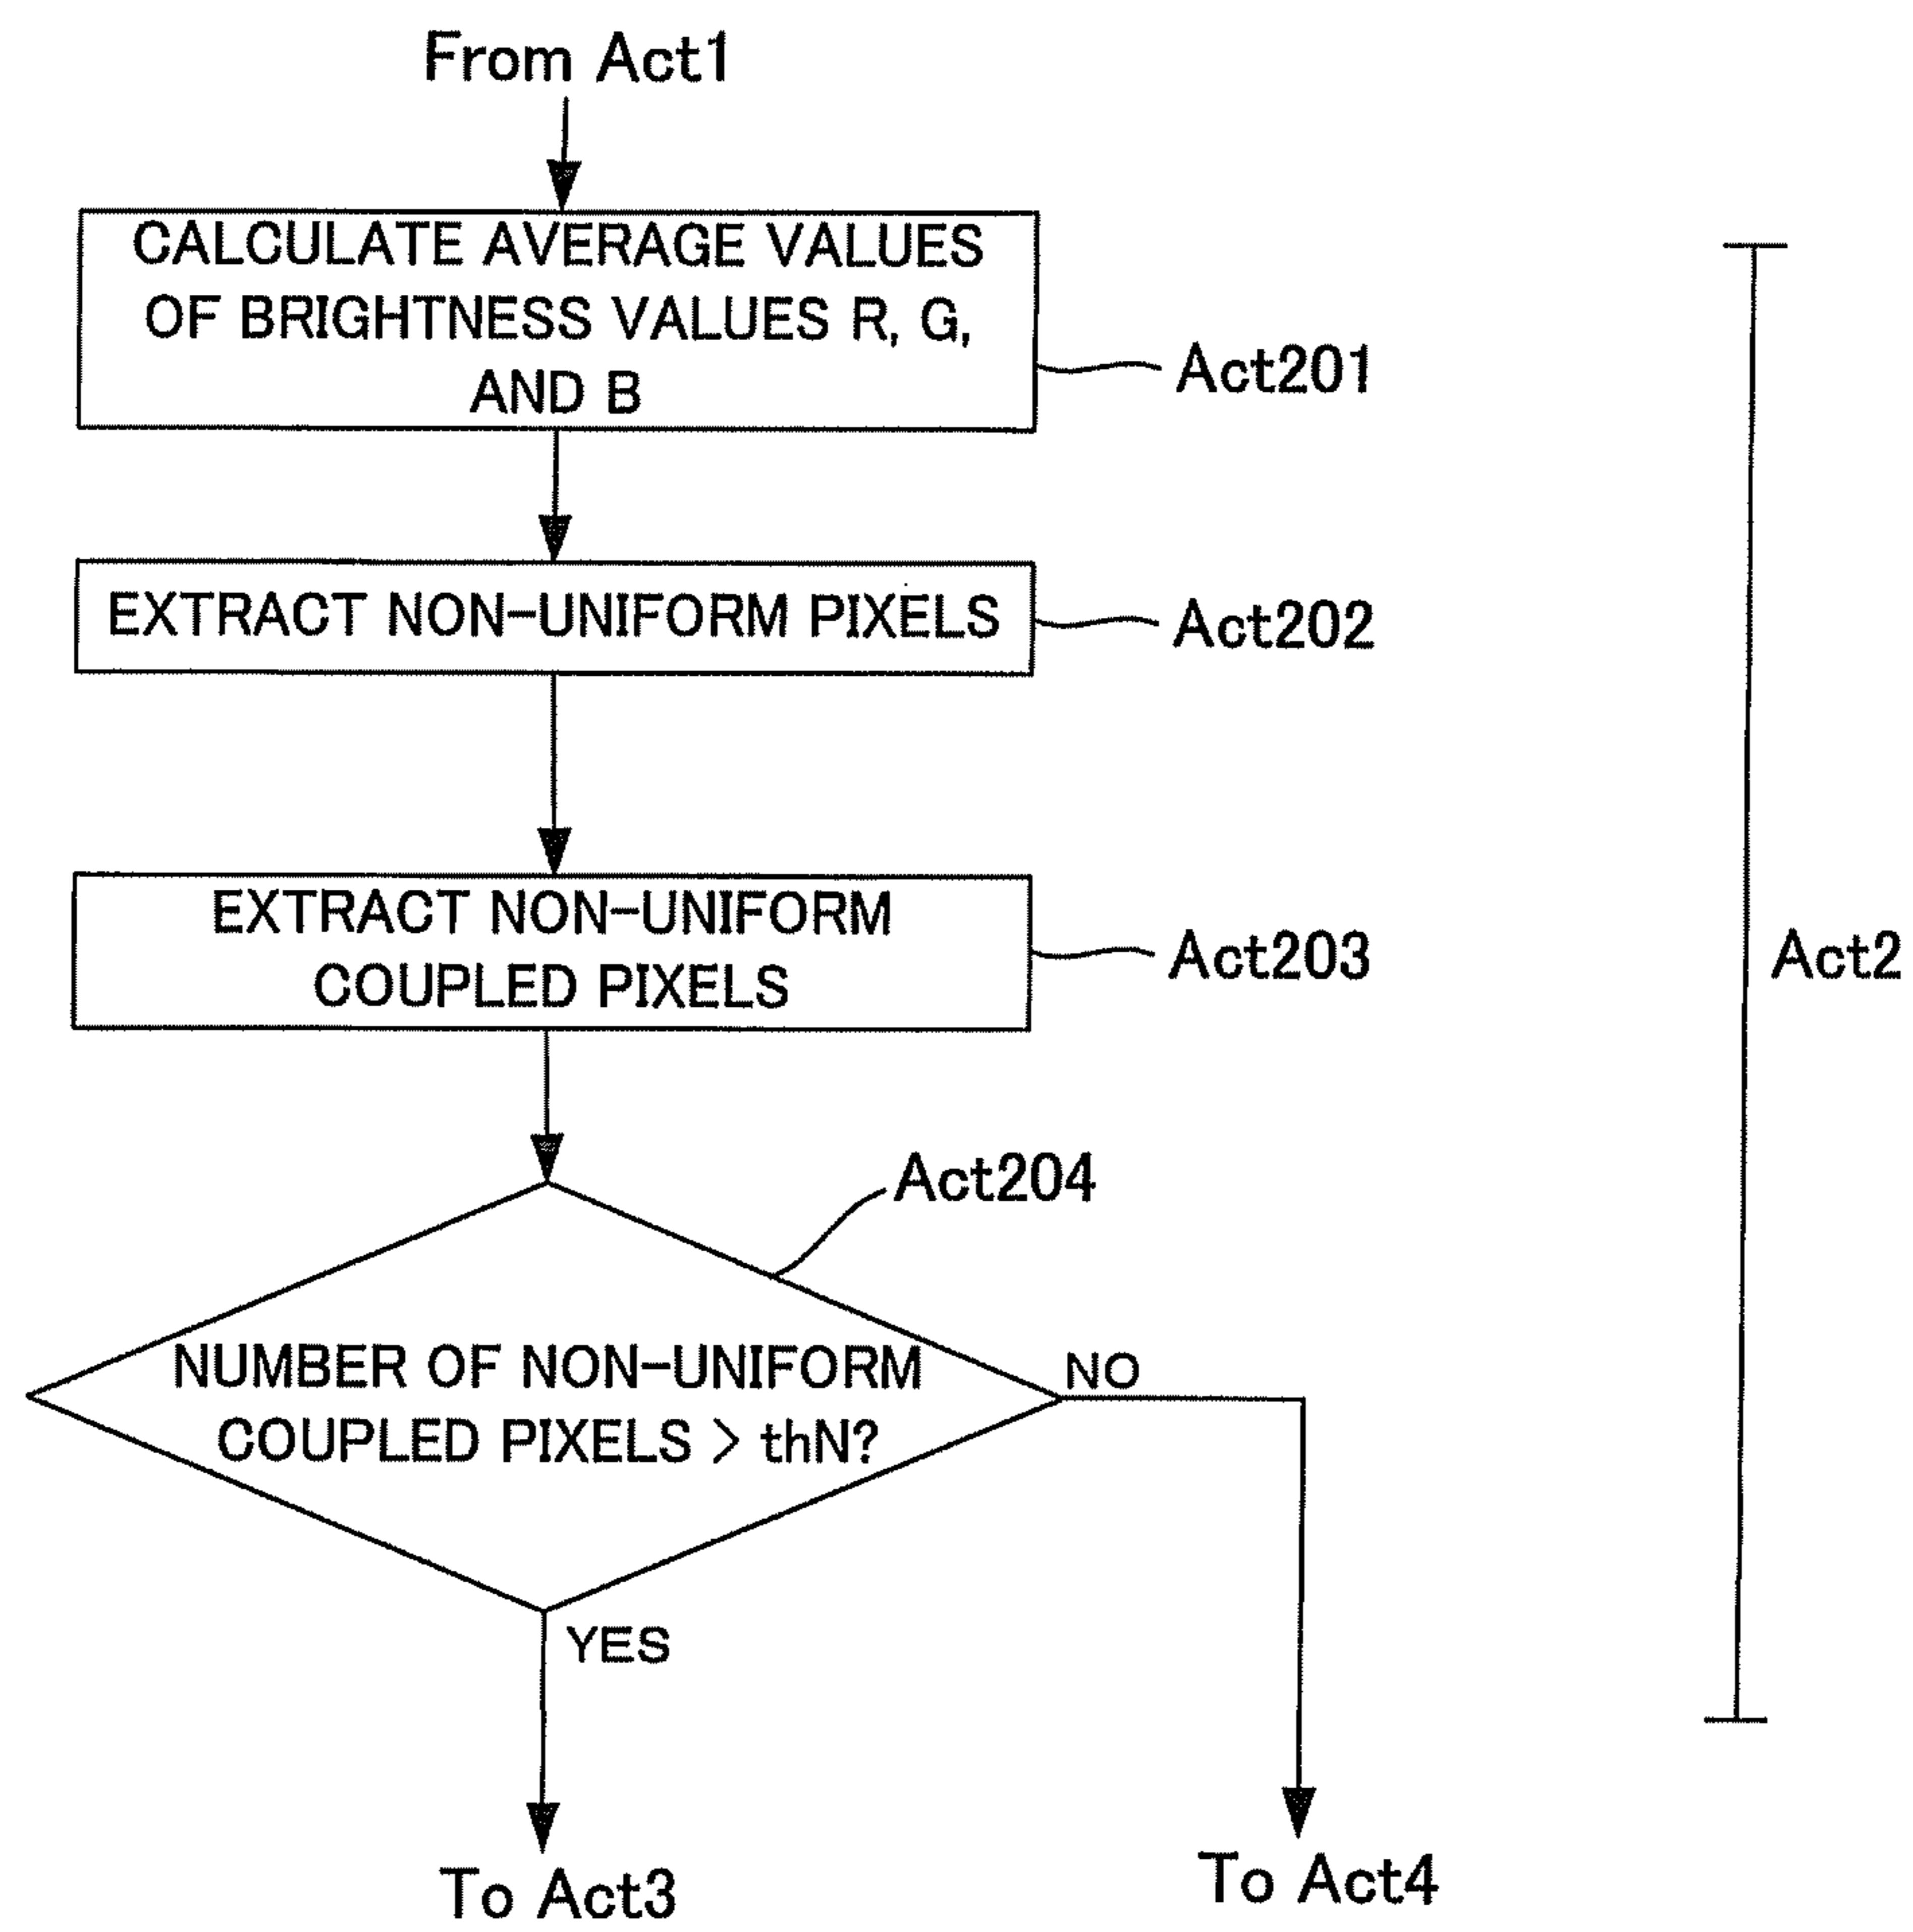 From Act1
CALCULATE AVERAGE VALUES
OF BRIGHTNESS VALUES R, G,
AND B
Act201
EXTRACT NON-UNIFORM PIXELS
Act202
EXTRACT NON-UNIFORM
COUPLED PIXELS
Act203
Act2
Act204
NUMBER OF NON-UNIFORM
COUPLED PIXELS > thN?
NO
YES
To Act3
To Act4